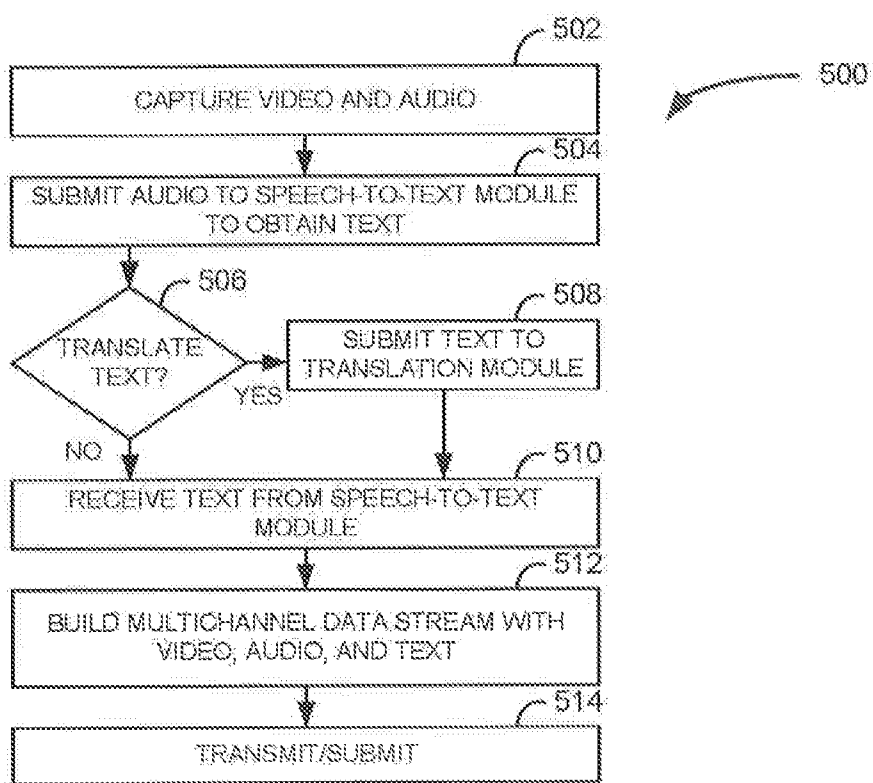 502
CAPTURE VIDEO AND AUDIO
500
504
SUBMIT AUDIO TO SPEECH-TO-TEXT MODULE
TO OBTAIN TEXT
506
TRANSLATE
TEXT?
YES
NO
508
SUBMIT TEXT TO
TRANSLATION MODULE
510
RECEIVE TEXT FROM SPEECH-TO-TEXT
MODULE
512
BUILD MULTICHANNEL DATA STREAM WITH
VIDEO, AUDIO, AND TEXT
514
TRANSMIT/SUBMIT